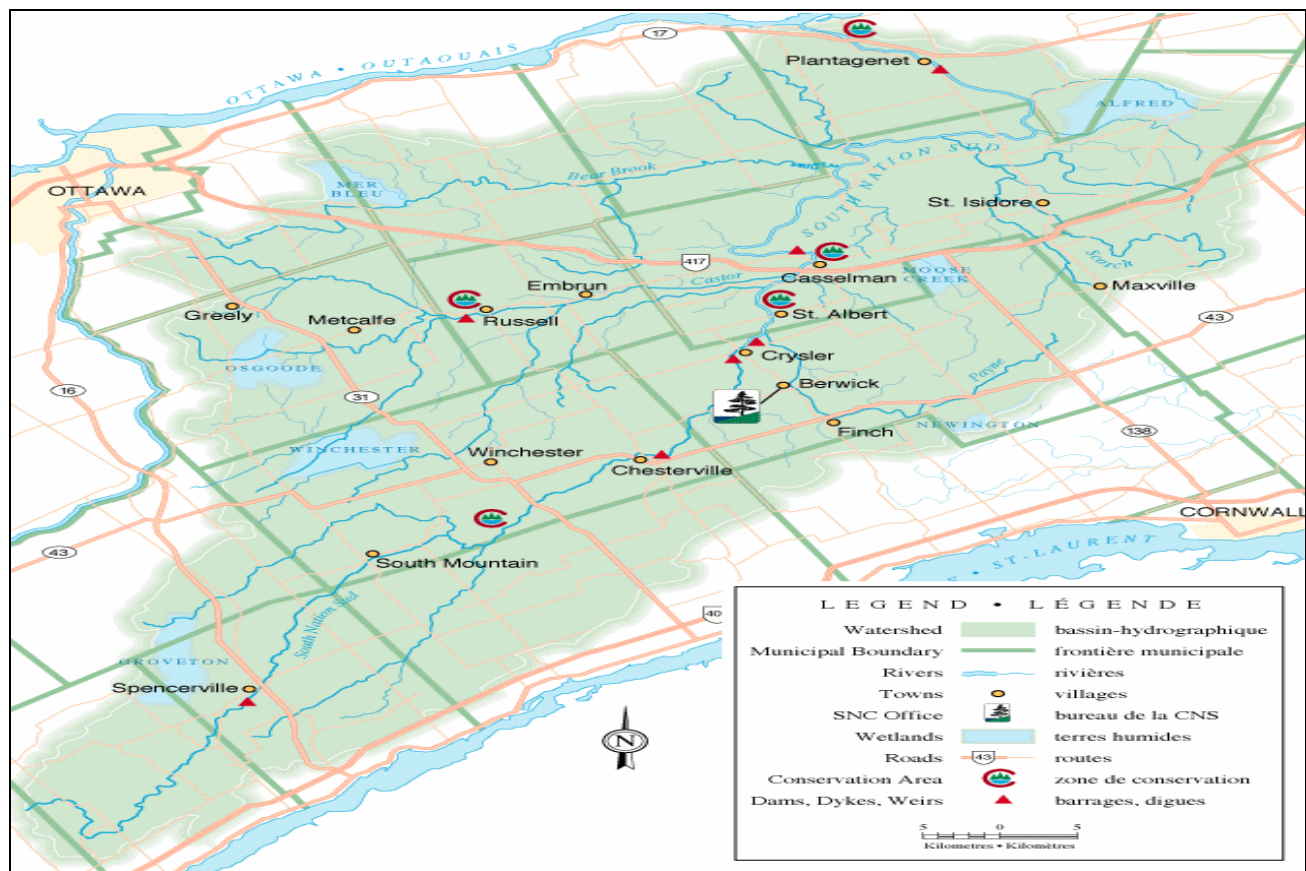 17
Plantagenet
OTTAWA • OUTAOUAIS
ALFRED
SOUTH NATION SUD
Bear Brook
MER
BLEU
OTTAWA
St. Isidore
417
Castor
Casselman
MOOSE
CREEK
Scotch
Maxville
Embrun
Greely
Metcalfe
Russell
St. Albert
43
Crysler
OSGOODE
Payne
16
31
Berwick
Finch
NEWINGTON
138
WINCHESTER
Winchester
Chesterville
CORNWALL
43
South Mountain
E • ST-LAURENT
South Nation Sud
40
GROVETON
Spencerville
N
LEGEND • LÉGENDE
Watershed bassin-hydrographique
Municipal Boundary frontière municipale
Rivers rivières
Towns villages
SNC Office bureau de la CNS
Wetlands terres humides
Roads 43 routes
Conservation Area zone de conservation
Dams, Dykes, Weirs barrages, digues
5 0 5
Kilometres • Kilomètres